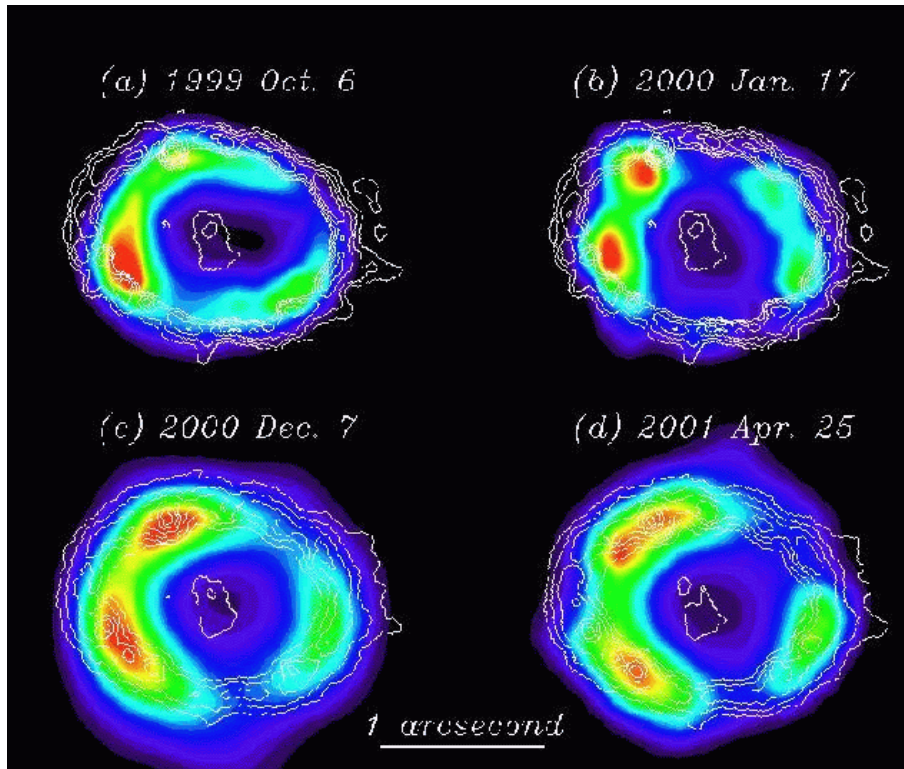 (a) 1999 Oct. 6
(b) 2000 Jan. 17
(c) 2000 Dec. 7
(d) 2001 Apr. 25
1 arcsecond